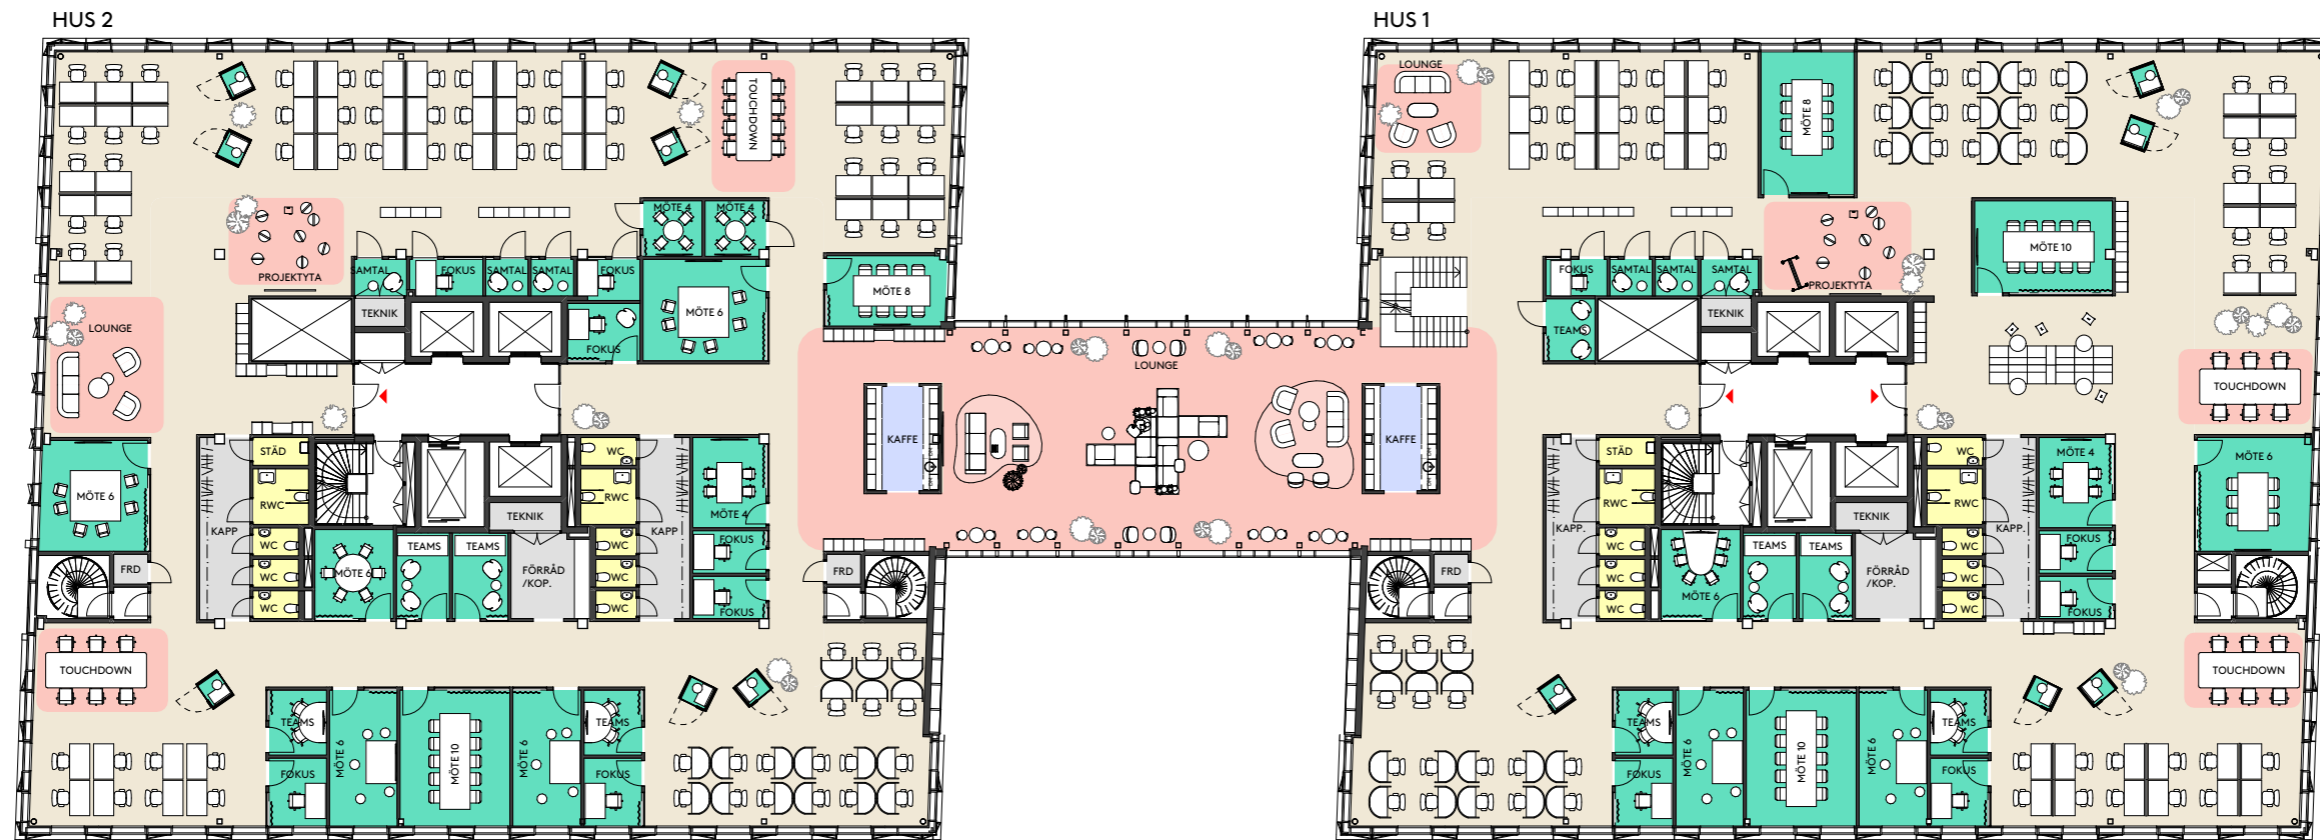 HUS 2
HUS 1
LOUNGE
TOUCHDOWN
MÖTE 8
MÖTE 4
MÖTE 4
PROJEKTYTA
SAMTAL
FOKUS
SAMTAL
SAMTAL
FOKUS
MÖTE 10
MÖTE 8
MÖTE 6
TEKNIK
FOKUS
FOKUS
SAMTAL
SAMTAL
SAMTAL
PROJEKTYTA
TEKNIK
TEAMS
LOUNGE
LOUNGE
TOUCHDOWN
KAFFE
KAFFE
STÄD
WC
MÖTE 6
RWC
RWC
MÖTE 4
KAPP
KAPP
TEKNIK
WC
WC
FOKUS
FRD
MÖTE 6
TEAMS
TEAMS
FÖRRÅD
/KOP.
WC
WC
WC
WC
FOKUS
FRD
FRD
STÄD
WC
MÖTE 4
MÖTE 6
RWC
RWC
KAPP.
KAPP.
TEKNIK
WC
WC
FOKUS
TEAMS
TEAMS
FÖRRÅD
/KOP.
WC
WC
MÖTE 6
WC
WC
FOKUS
TOUCHDOWN
TOUCHDOWN
TEAMS
MÖTE 6
MÖTE 10
MÖTE 6
TEAMS
FOKUS
FOKUS
TEAMS
MÖTE 6
MÖTE 10
MÖTE 6
TEAMS
FOKUS
FOKUS